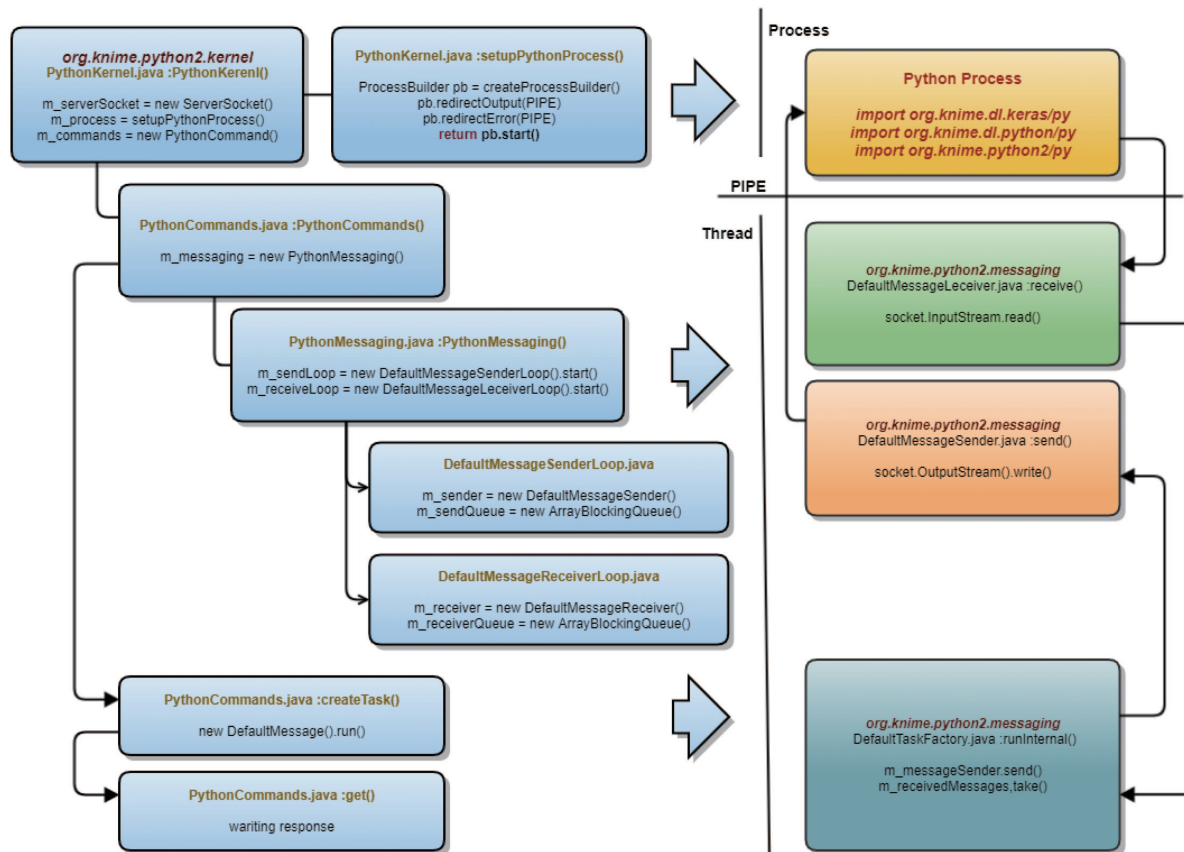 org.knime.python2.kernel
PythonKernel.java :PythonKerenl()
m_serverSocket = new ServerSocket()
m_process = setupPythonProcess()
m_commands = new PythonCommand()
PythonKernel.java :setupPythonProcess()
ProcessBuilder pb = createProcessBuilder()
pb.redirectOutput(PIPE)
pb.redirectError(PIPE)
return pb.start()
PythonCommands.java :PythonCommands()
m_messaging = new PythonMessaging()
PythonMessaging.java :PythonMessaging()
m_sendLoop = new DefaultMessageSenderLoop().start()
m_receiveLoop = new DefaultMessageLeceiverLoop().start()
DefaultMessageSenderLoop.java
m_sender = new DefaultMessageSender()
m_sendQueue = new ArrayBlockingQueue()
DefaultMessageReceiverLoop.java
m_receiver = new DefaultMessageReceiver()
m_receiverQueue = new ArrayBlockingQueue()
PythonCommands.java :createTask()
new DefaultMessage().run()
PythonCommands.java :get()
wariting response
Process
Python Process
import org.knime.dl.keras/py
import org.knime.dl.python/py
import org.knime.python2/py
PIPE
Thread
org.knime.python2.messaging
DefaultMessageLeceiver.java :receive()
socket.InputStream.read()
org.knime.python2.messaging
DefaultMessageSender.java :send()
socket.OutputStream().write()
org.knime.python2.messaging
DefaultTaskFactory.java :runInternal()
m_messageSender.send()
m_receivedMessages,take()